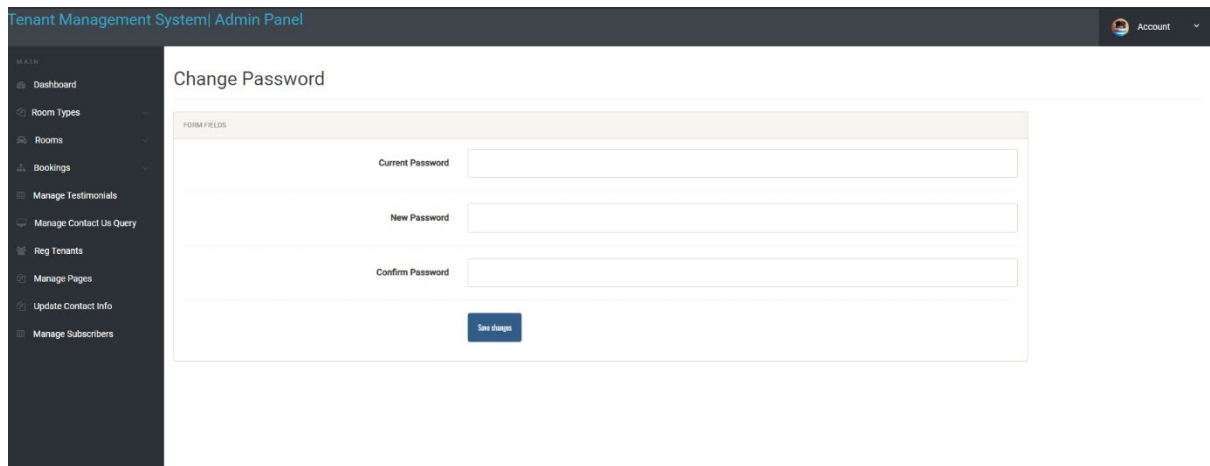 Tenant Management System| Admin Panel
Account
MAIN
Dashboard
Room Types
Rooms
Bookings
Manage Testimonials
Manage Contact Us Query
Reg Tenants
Manage Pages
Update Contact Info
Manage Subscribers
Change Password
FORM FIELDS
Current Password
New Password
Confirm Password
Save changes